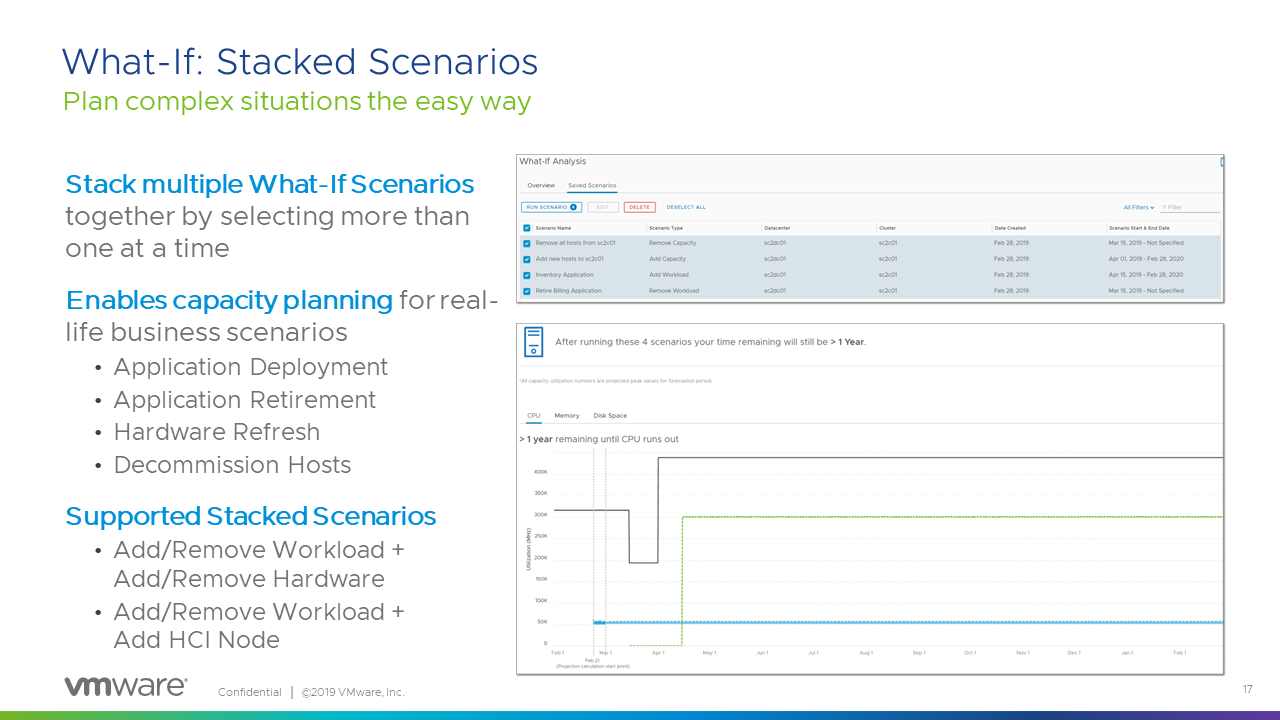 What-If: Stacked Scenarios
Plan complex situations the easy way
Stack multiple What-If Scenarios
together by selecting more than
one at a time
Enables capacity planning for real-
life business scenarios
• Application Deployment
• Application Retirement
• Hardware Refresh
• Decommission Hosts
Supported Stacked Scenarios
• Add/Remove Workload +
Add/Remove Hardware
• Add/Remove Workload +
Add HCI Node
What-If Analysis
Overview Saved Scenarios
RUN SCENARIO 4 EDIT DELETE DESELECT ALL All Filters Filter
Scenario Name Scenario Type Datacenter Cluster Date Created Scenario Start & End Date
Remove all hosts from sc2c01 Remove Capacity sc2dc01 sc2c01 Feb 28, 2019 Mar 15, 2019 - Not Specified
Add new hosts to sc2c01 Add Capacity sc2dc01 sc2c01 Feb 28, 2019 Apr 01, 2019 - Feb 28, 2020
Inventory Application Add Workload sc2dc01 sc2c01 Feb 28, 2019 Apr 15, 2019 - Feb 28, 2020
Retire Billing Application Remove Workload sc2dc01 sc2c01 Feb 28, 2019 Mar 15, 2019 - Not Specified
After running these 4 scenarios your time remaining will still be > 1 Year.
*All capacity utilization numbers are projected peak values for forecasted period.
CPU Memory Disk Space
> 1 year remaining until CPU runs out
Utilization (MHz)
400K
350K
300K
250K
200K
150K
100K
50K
0
Feb 1 Mar 1 Apr 1 May 1 Jun 1 Jul 1 Aug 1 Sep 1 Oct 1 Nov 1 Dec 1 Jan 1 Feb 1
Feb 21
(Projection calculation start point)
vmware® Confidential | ©2019 VMware, Inc. 17